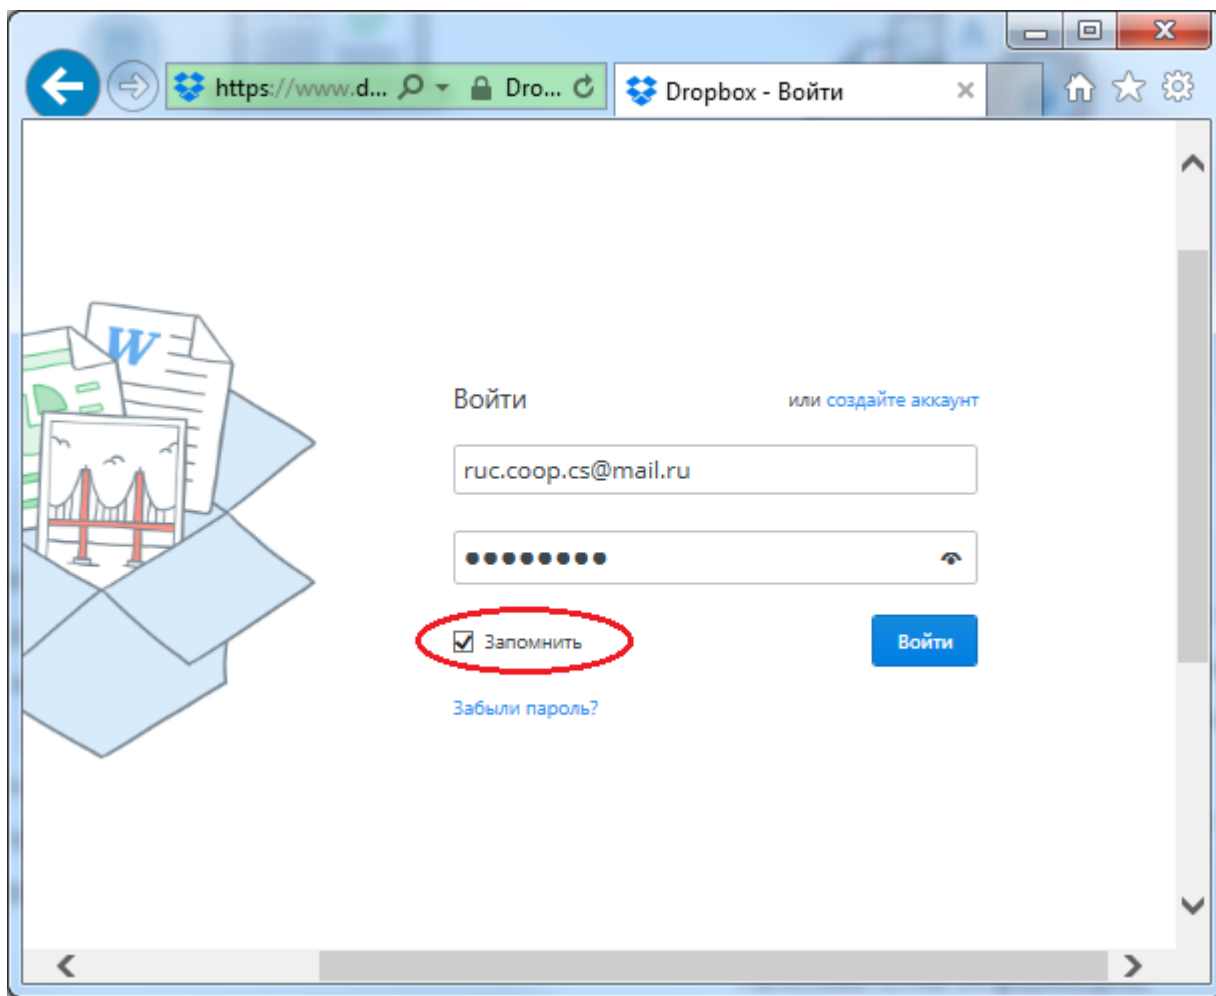 https://www.d... Dro... Dropbox - Войти
W
Войти
или создайте аккаунт
ruc.coop.cs@mail.ru
Запомнить
Войти
Забыли пароль?